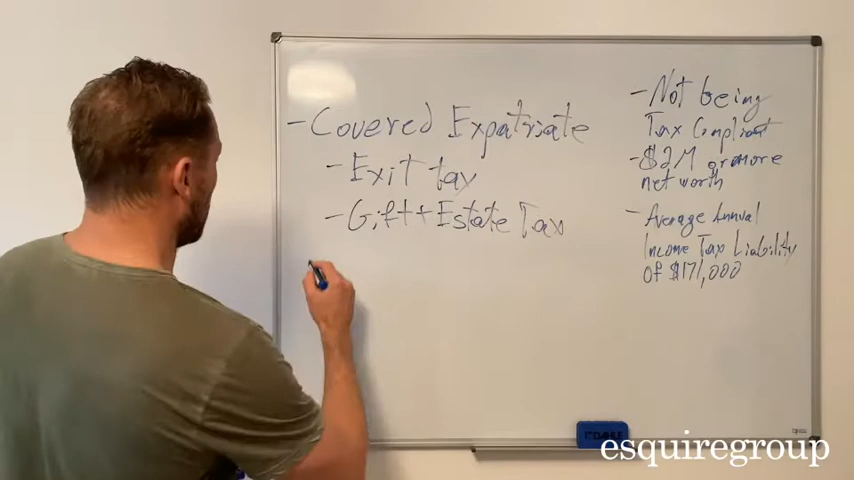 - Covered Expatriate
- Exit tax
- Gift + Estate Tax
- Not being
Tax Compliant
- $2M or more
net worth
- Average Annual
Income Tax Liability
of $171,000
esquiregroup